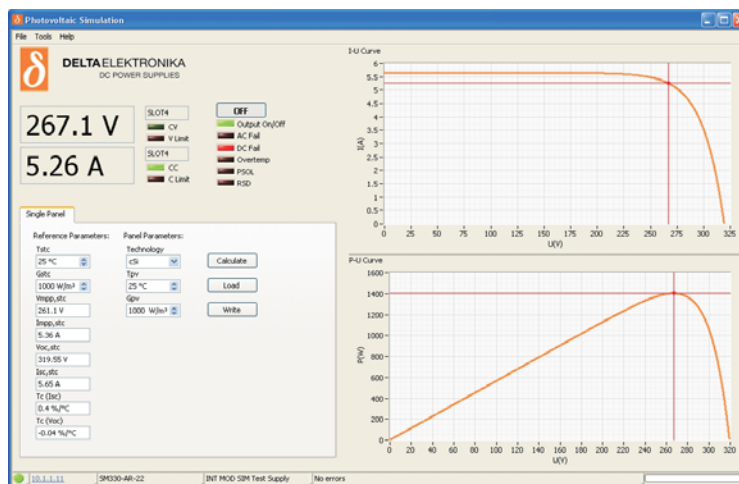 δ Photovoltaic Simulation
File Tools Help
δ DELTAELEKTRONIKA
DC POWER SUPPLIES
267.1 V
5.26 A
SLOT4
CV
V Limit
SLOT4
CC
C Limit
OFF
Output On/Off
AC Fail
DC Fail
Overtemp
PSOL
RSD
Single Panel
Reference Parameters:
Tstc
25 °C
Gstc
1000 W/m²
Vmpp,stc
261.1 V
Impp,stc
5.36 A
Voc,stc
319.55 V
Isc,stc
5.65 A
Tc (Isc)
0.4 %/°C
Tc (Voc)
-0.04 %/°C
Panel Parameters:
Technology
cSi
Tpv
25 °C
Gpv
1000 W/m²
Calculate
Load
Write
I-U Curve
I(A)
6
5.5
5
4.5
4
3.5
3
2.5
2
1.5
1
0.5
0
0 25 50 75 100 125 150 175 200 225 250 275 300 325
U(V)
P-U Curve
P(W)
1600
1400
1200
1000
800
600
400
200
0
0 20 40 60 80 100 120 140 160 180 200 220 240 260 280 300 320
U(V)
10.1.1.11 SM330-AR-22 INT MOD SIM Test Supply No errors